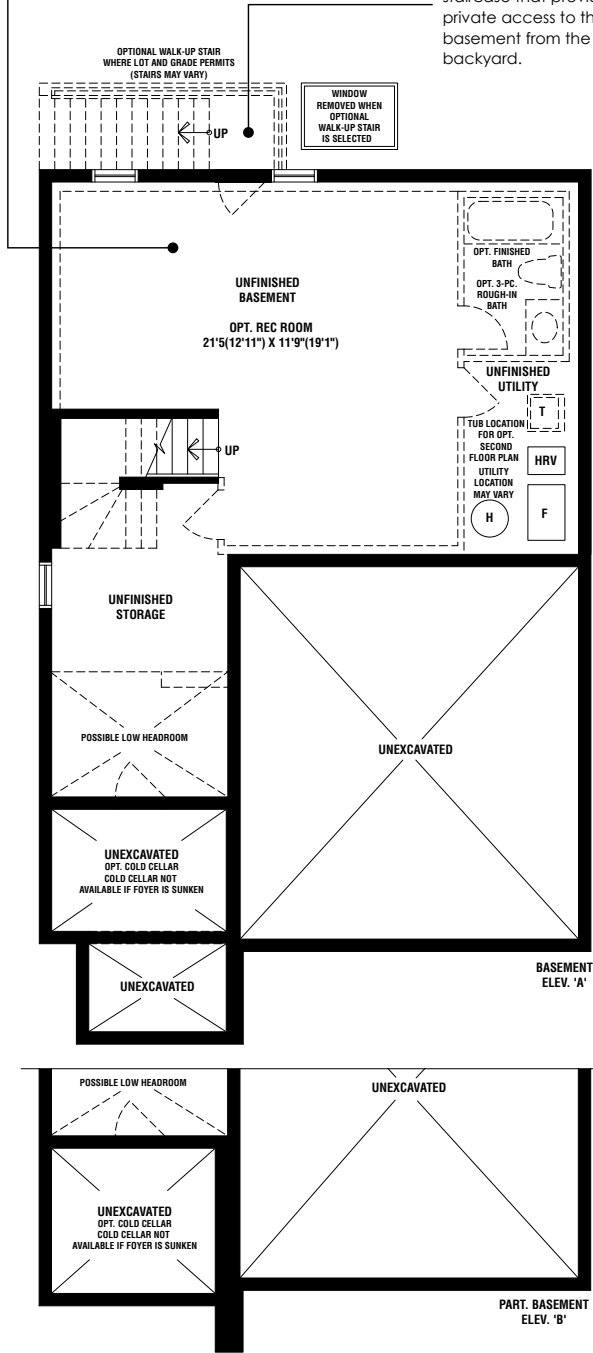 staircase that provi
private access to th
basement from the
backyard.
OPTIONAL WALK-UP STAIR
WHERE LOT AND GRADE PERMITS
(STAIRS MAY VARY)
WINDOW
REMOVED WHEN
OPTIONAL
WALK-UP STAIR
IS SELECTED
UP
OPT. FINISHED
BATH
OPT. 3-PC.
ROUGH-IN
BATH
UNFINISHED
BASEMENT
OPT. REC ROOM
21'5(12'11") X 11'9"(19'1")
UNFINISHED
UTILITY
TUB LOCATION
FOR OPT.
SECOND
FLOOR PLAN
UTILITY
LOCATION
MAY VARY
T
HRV
H
F
UP
UNFINISHED
STORAGE
POSSIBLE LOW HEADROOM
UNEXCAVATED
UNEXCAVATED
OPT. COLD CELLAR
COLD CELLAR NOT
AVAILABLE IF FOYER IS SUNKEN
UNEXCAVATED
BASEMENT
ELEV. 'A'
POSSIBLE LOW HEADROOM
UNEXCAVATED
UNEXCAVATED
OPT. COLD CELLAR
COLD CELLAR NOT
AVAILABLE IF FOYER IS SUNKEN
PART. BASEMENT
ELEV. 'B'